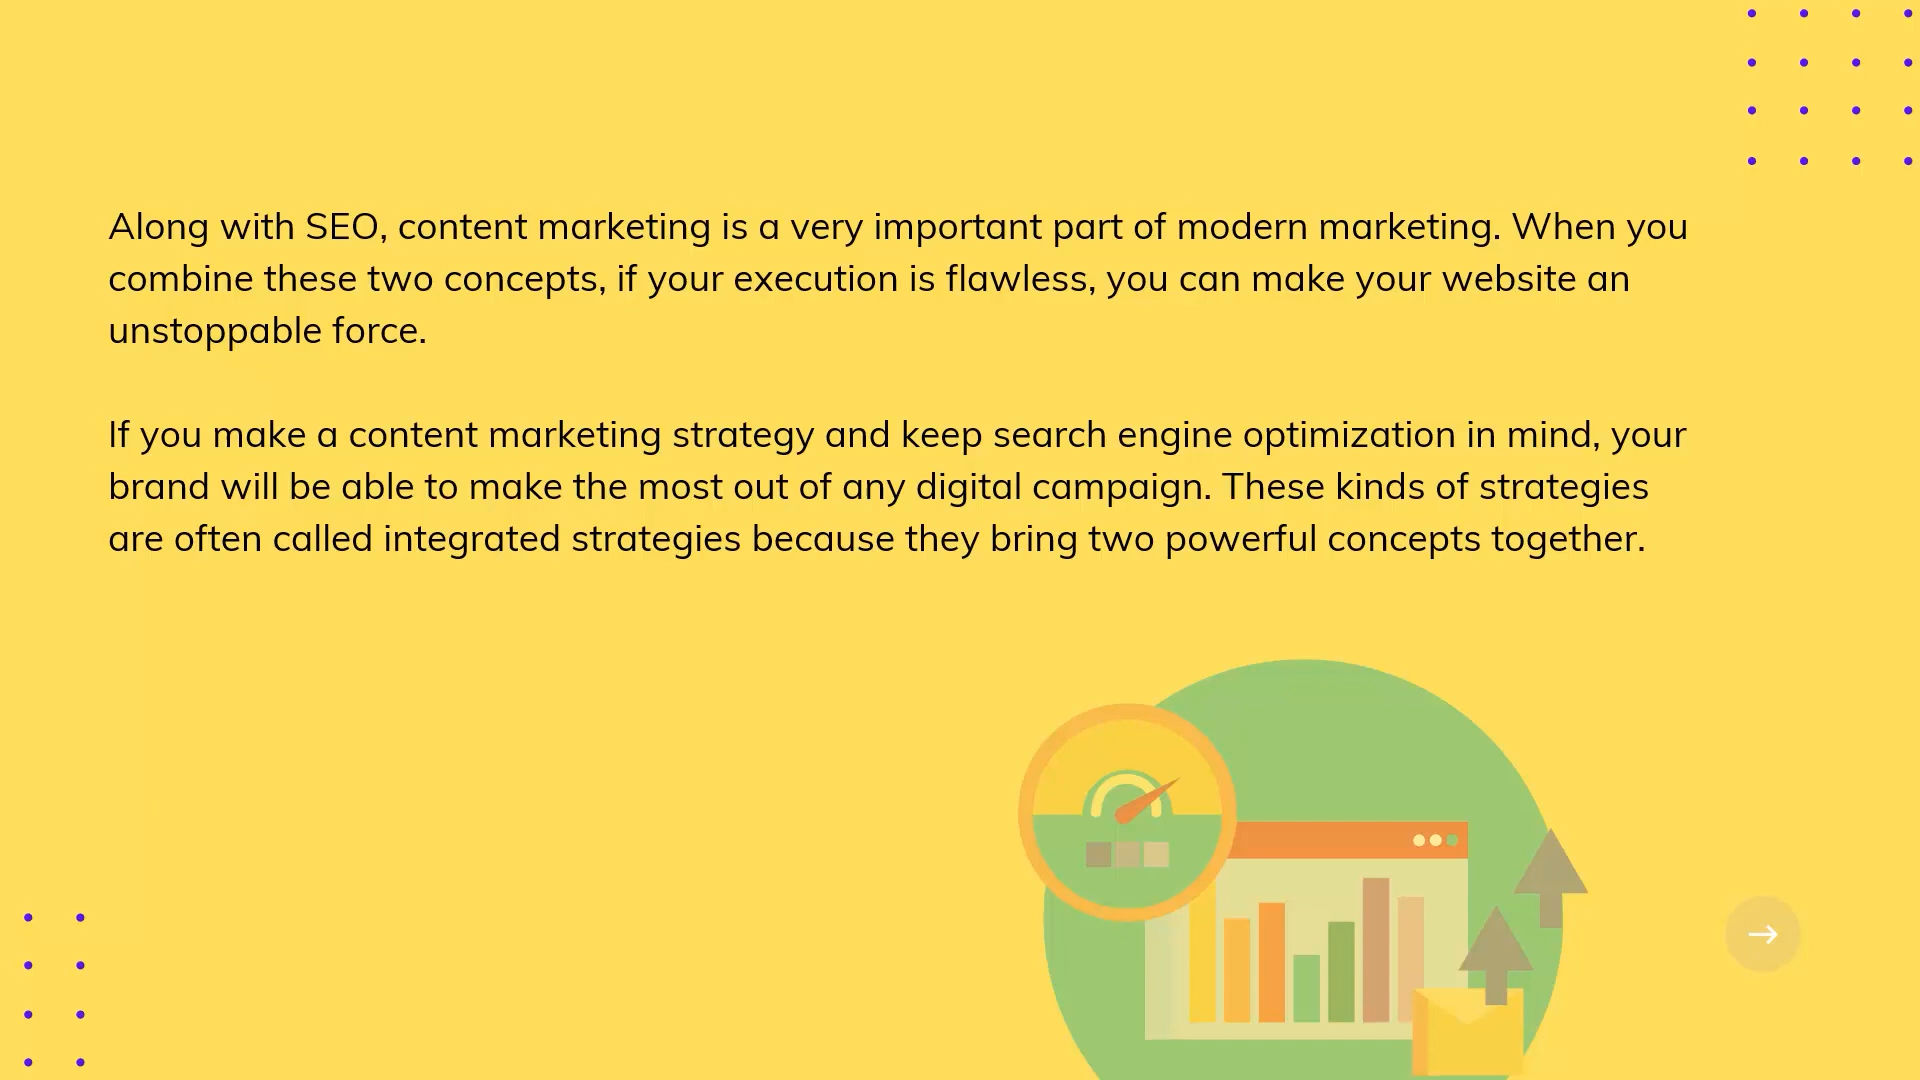 Along with SEO, content marketing is a very important part of modern marketing. When you
combine these two concepts, if your execution is flawless, you can make your website an
unstoppable force.
If you make a content marketing strategy and keep search engine optimization in mind, your
brand will be able to make the most out of any digital campaign. These kinds of strategies
are often called integrated strategies because they bring two powerful concepts together.